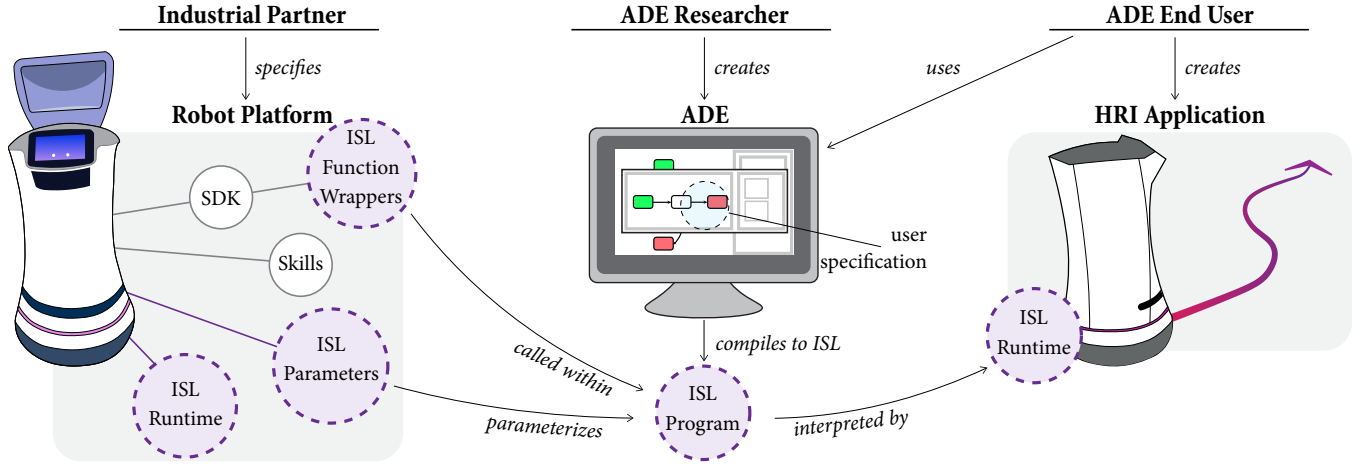 Industrial Partner
specifies
Robot Platform
ISL
Function
Wrappers
SDK
Skills
ISL
Parameters
ISL
Runtime
called within
parameterizes
ADE Researcher
creates
ADE
user
specification
compiles to ISL
ISL
Program
interpreted by
ADE End User
uses
creates
HRI Application
ISL
Runtime